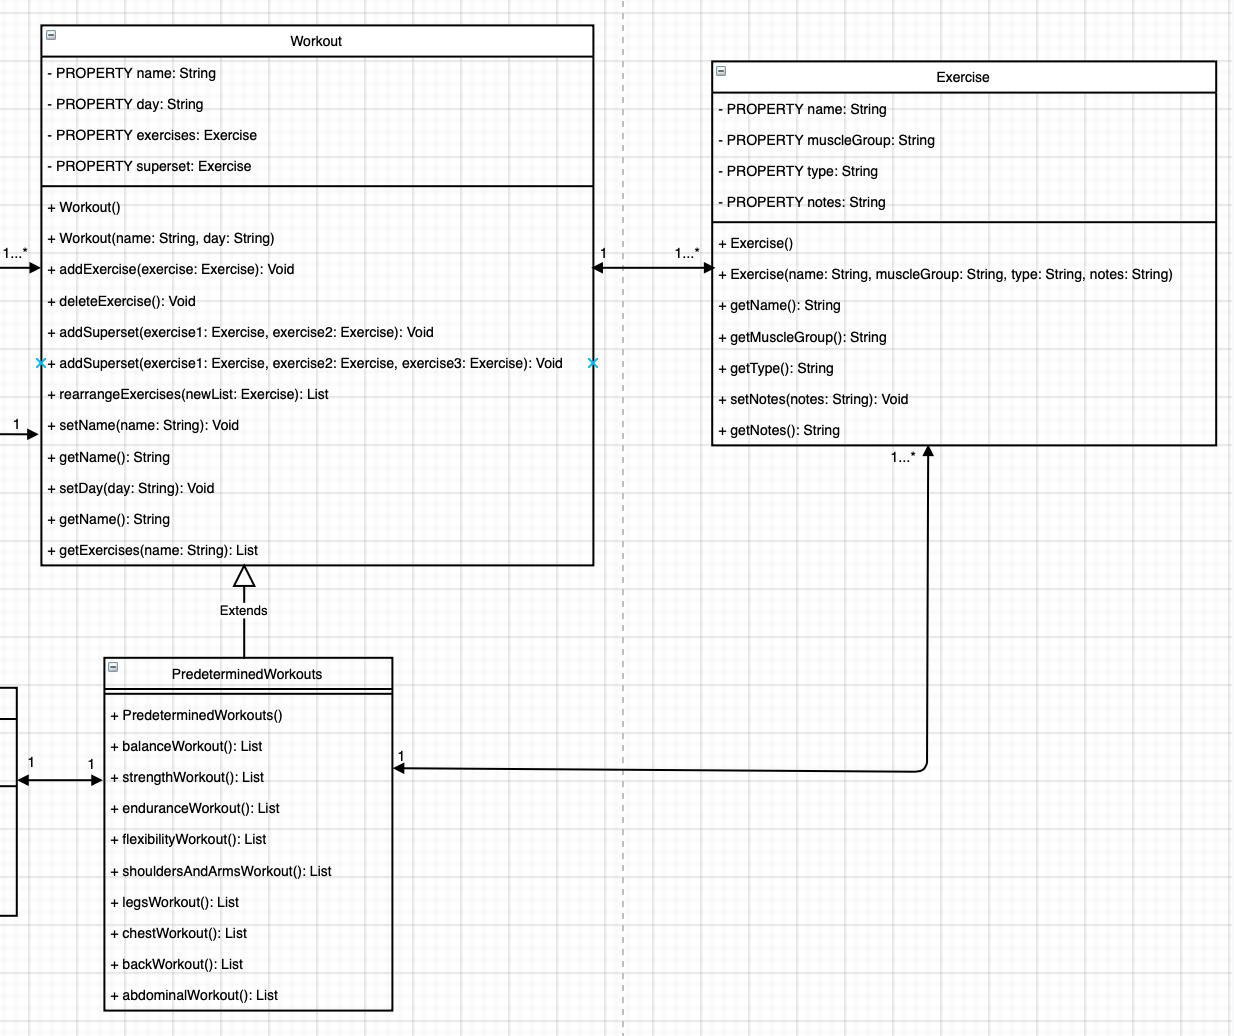 Workout
- PROPERTY name: String
- PROPERTY day: String
- PROPERTY exercises: Exercise
- PROPERTY superset: Exercise
+ Workout()
+ Workout(name: String, day: String)
+ addExercise(exercise: Exercise): Void
+ deleteExercise(): Void
+ addSuperset(exercise1: Exercise, exercise2: Exercise): Void
+ addSuperset(exercise1: Exercise, exercise2: Exercise, exercise3: Exercise): Void
+ rearrangeExercises(newList: Exercise): List
+ setName(name: String): Void
+ getName(): String
+ setDay(day: String): Void
+ getName(): String
+ getExercises(name: String): List
1...*
1
1
1...*
Exercise
- PROPERTY name: String
- PROPERTY muscleGroup: String
- PROPERTY type: String
- PROPERTY notes: String
+ Exercise()
+ Exercise(name: String, muscleGroup: String, type: String, notes: String)
+ getName(): String
+ getMuscleGroup(): String
+ getType(): String
+ setNotes(notes: String): Void
+ getNotes(): String
1...*
Extends
PredeterminedWorkouts
+ PredeterminedWorkouts()
+ balanceWorkout(): List
+ strengthWorkout(): List
+ enduranceWorkout(): List
+ flexibilityWorkout(): List
+ shouldersAndArmsWorkout(): List
+ legsWorkout(): List
+ chestWorkout(): List
+ backWorkout(): List
+ abdominalWorkout(): List
1
1
1